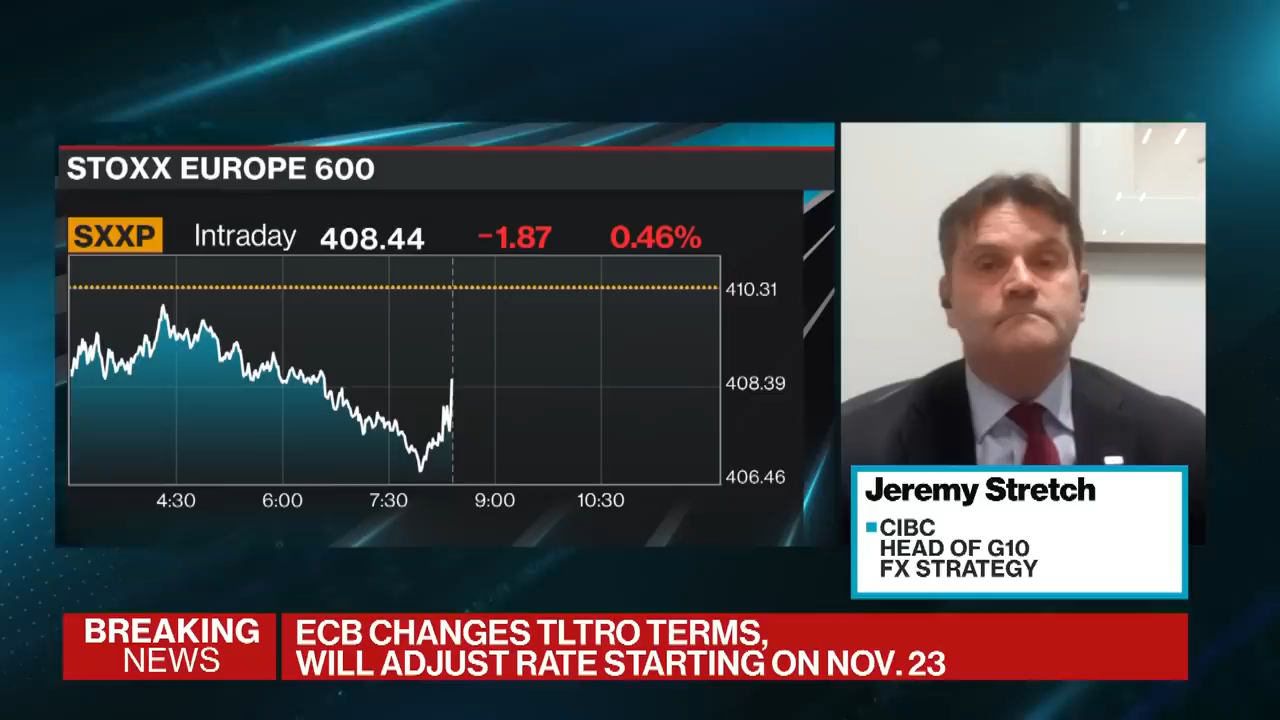 STOXX EUROPE 600
SXXP Intraday 408.44 −1.87 0.46%
410.31
408.39
406.46
4:30 6:00 7:30 9:00 10:30
Jeremy Stretch
CIBC
HEAD OF G10
FX STRATEGY
BREAKING
NEWS
ECB CHANGES TLTRO TERMS,
WILL ADJUST RATE STARTING ON NOV. 23